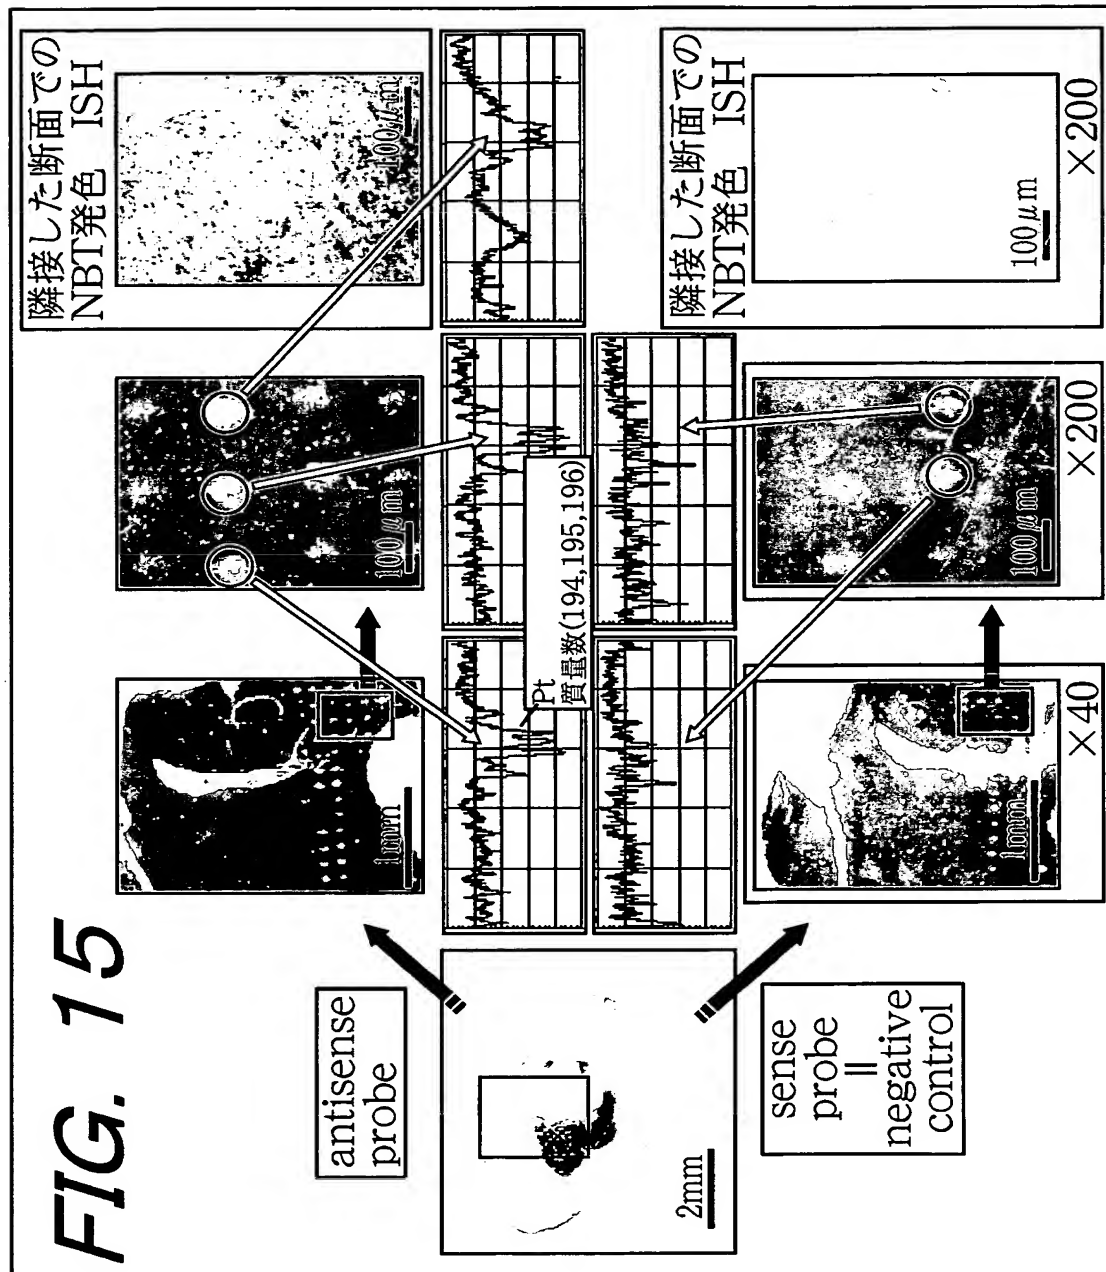 FIG. 15
antisense
probe
2mm
sense
probe
=
negative
control
1mm
100μm
隣接した断面での
NBT発色 ISH
100μm
Pt
質量数(194,195,196)
1mm
×40
100μm
×200
隣接した断面での
NBT発色 ISH
100μm
×200